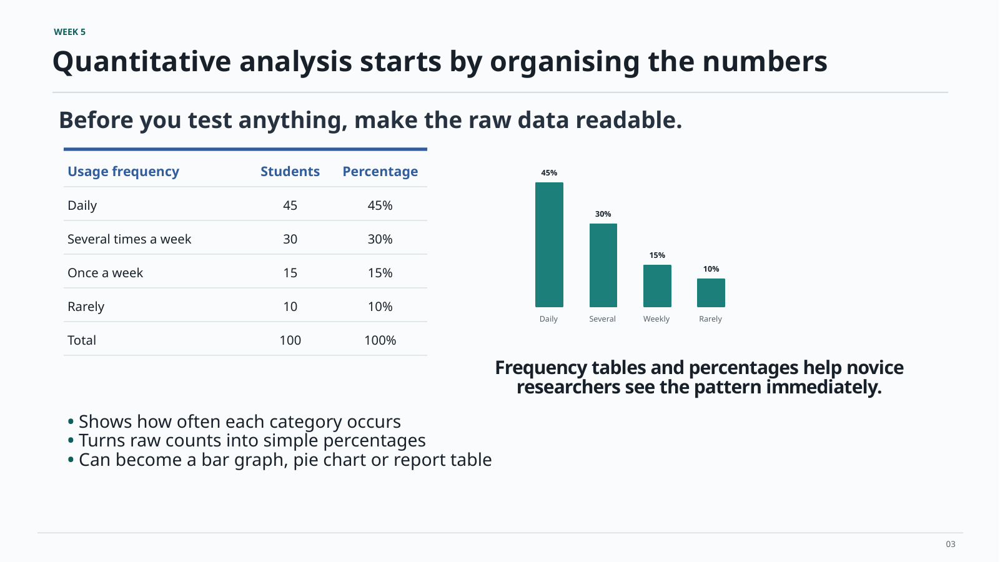 WEEK 5
Quantitative analysis starts by organising the numbers
Before you test anything, make the raw data readable.
Usage frequency Students Percentage
Daily 45 45%
Several times a week 30 30%
Once a week 15 15%
Rarely 10 10%
Total 100 100%
45%
30%
15%
10%
Daily Several Weekly Rarely
Frequency tables and percentages help novice
researchers see the pattern immediately.
• Shows how often each category occurs
• Turns raw counts into simple percentages
• Can become a bar graph, pie chart or report table
03